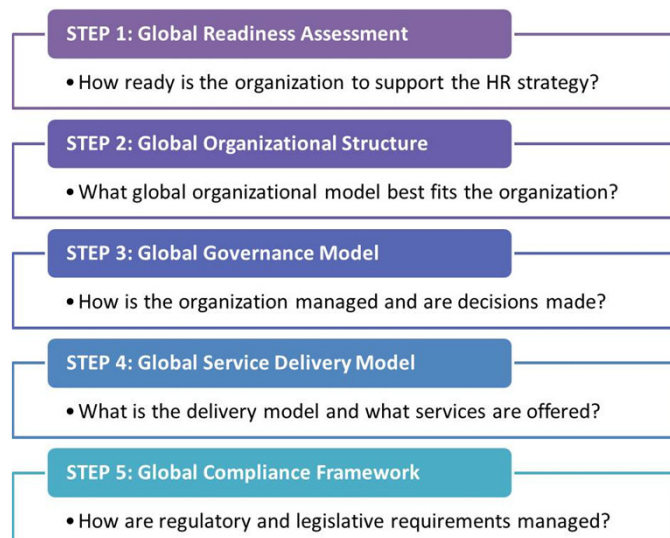 STEP 1: Global Readiness Assessment
• How ready is the organization to support the HR strategy?
STEP 2: Global Organizational Structure
• What global organizational model best fits the organization?
STEP 3: Global Governance Model
• How is the organization managed and are decisions made?
STEP 4: Global Service Delivery Model
• What is the delivery model and what services are offered?
STEP 5: Global Compliance Framework
• How are regulatory and legislative requirements managed?